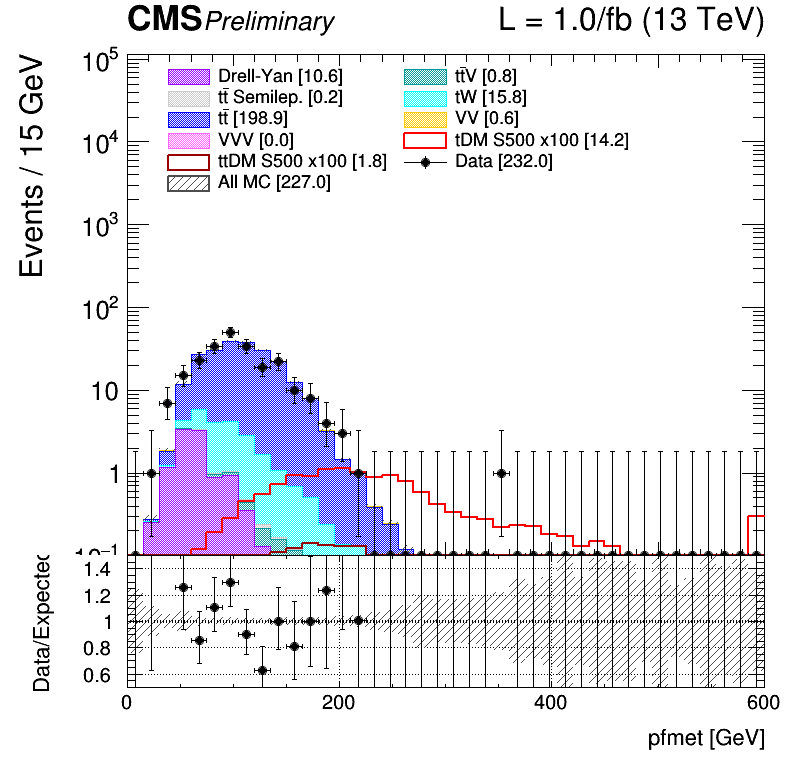 CMS Preliminary L = 1.0/fb (13 TeV)
Events / 15 GeV
10⁵
10⁴
10³
10²
10
1
10⁻¹
Drell-Yan [10.6]
tt̄V [0.8]
tt̄ Semilep. [0.2]
tW [15.8]
tt̄ [198.9]
VV [0.6]
VVV [0.0]
tDM S500 x100 [14.2]
ttDM S500 x100 [1.8]
Data [232.0]
All MC [227.0]
Data/Expected
1.4
1.2
1
0.8
0.6
0 200 400 600
pfmet [GeV]